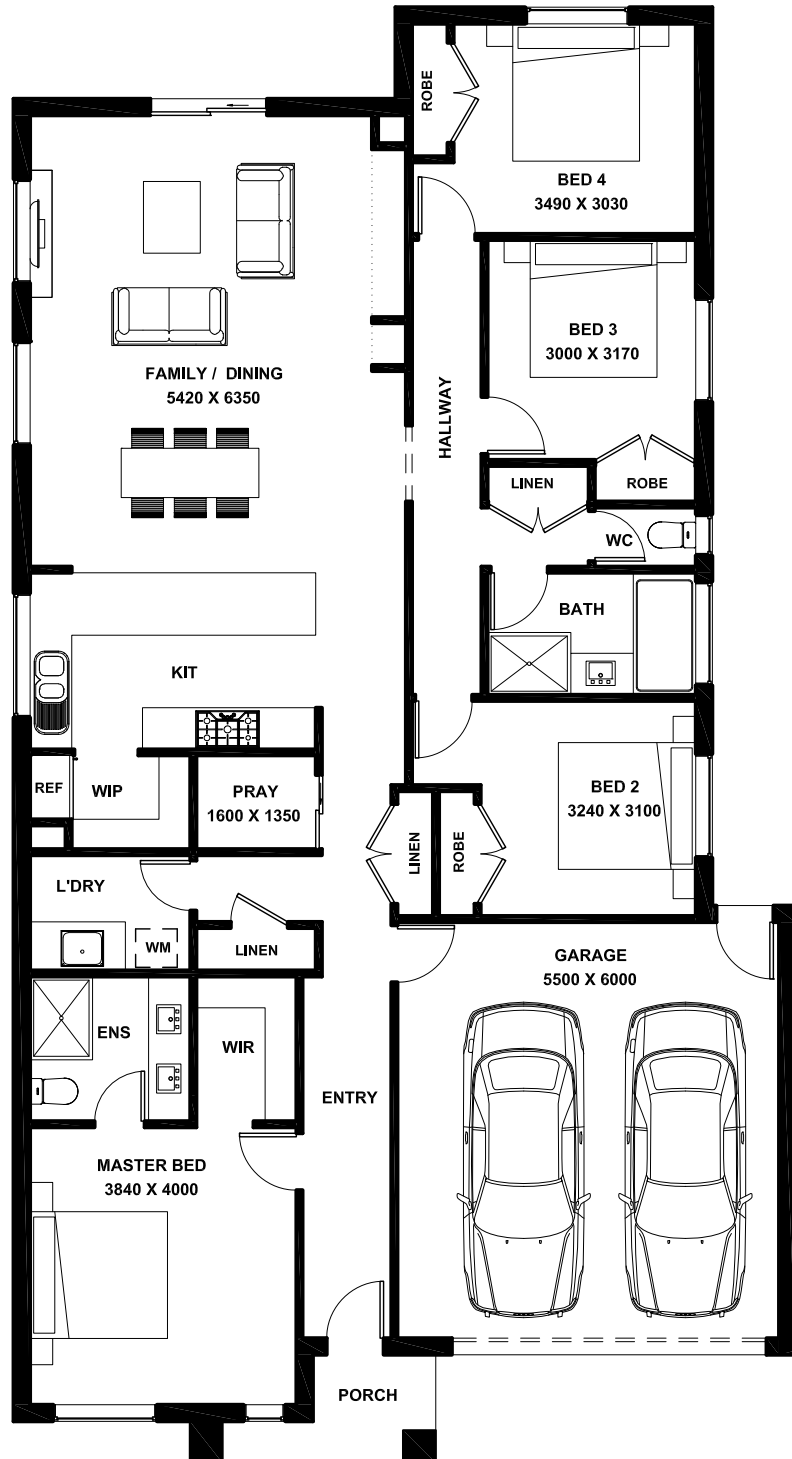 ROBE
BED 4
3490 X 3030
BED 3
3000 X 3170
FAMILY / DINING
5420 X 6350
HALLWAY
LINEN
ROBE
WC
BATH
KIT
REF
WIP
PRAY
1600 X 1350
BED 2
3240 X 3100
LINEN
ROBE
L'DRY
WM
LINEN
GARAGE
5500 X 6000
ENS
WIR
ENTRY
MASTER BED
3840 X 4000
PORCH